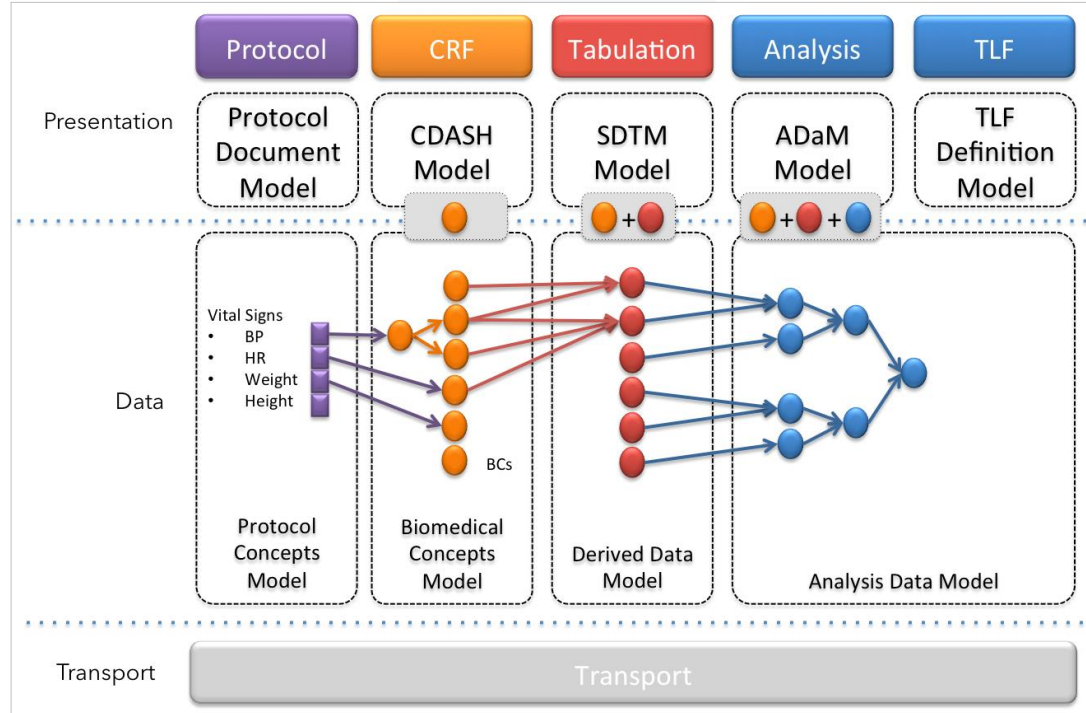 Protocol
CRF
Tabulation
Analysis
TLF
Presentation
Protocol
Document
Model
CDASH
Model
SDTM
Model
ADaM
Model
TLF
Definition
Model
+
+ +
Data
Vital Signs
• BP
• HR
• Weight
• Height
BCs
Protocol
Concepts
Model
Biomedical
Concepts
Model
Derived Data
Model
Analysis Data Model
Transport
Transport